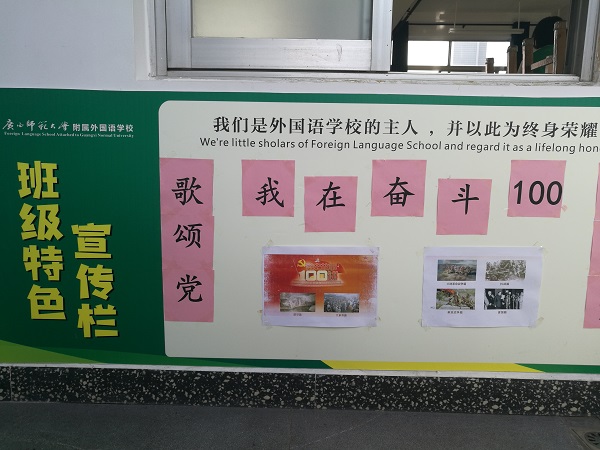 广西师范大学 附属外国语学校
Foreign Language School Attached to Guangxi Normal University
班级特色
宣传栏
我们是外国语学校的主人，并以此为终身荣耀
We're little sholars of Foreign Language School and regard it as a lifelong hon
歌颂党
我在奋斗100
100